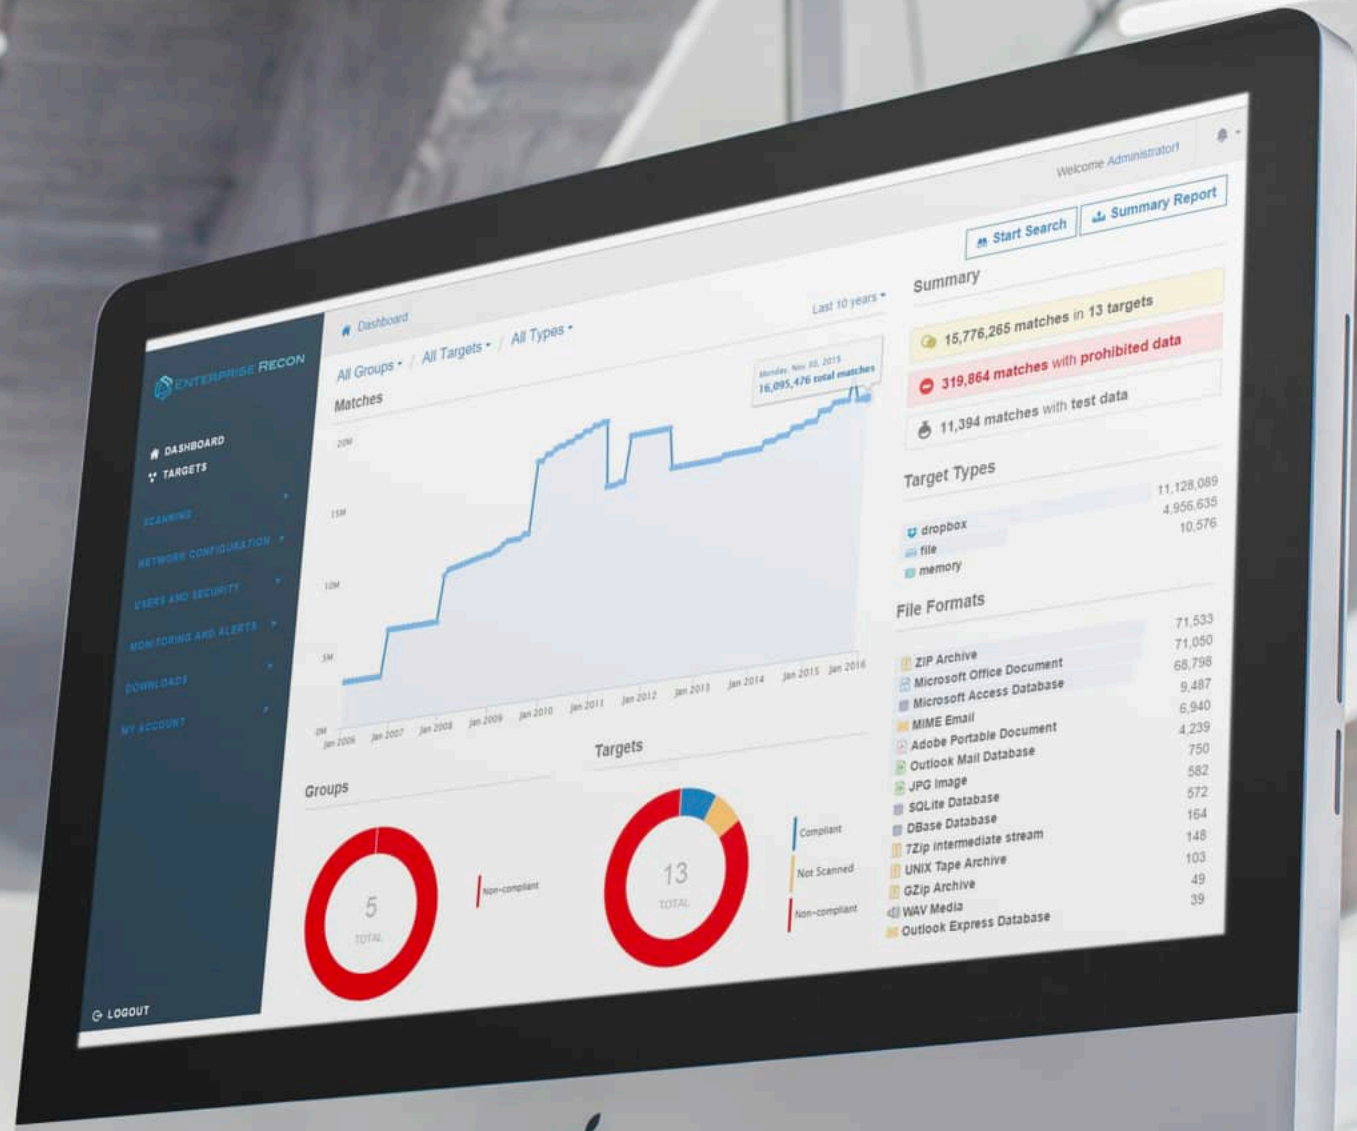 Welcome Administrator!
Start Search
Summary Report
ENTERPRISE RECON
DASHBOARD
TARGETS
SCANNING
NETWORK CONFIGURATION
USERS AND SECURITY
MONITORING AND ALERTS
DOWNLOADS
MY ACCOUNT
LOGOUT
Dashboard
All Groups / All Targets / All Types
Last 10 years
Matches
Monday, Nov 30, 2015
16,095,476 total matches
20M
15M
10M
5M
0M
Jan 2006 Jan 2007 Jan 2008 Jan 2009 Jan 2010 Jan 2011 Jan 2012 Jan 2013 Jan 2014 Jan 2015 Jan 2016
Groups
5
TOTAL
Non-compliant
Targets
13
TOTAL
Compliant
Not Scanned
Non-compliant
Summary
15,776,265 matches in 13 targets
319,864 matches with prohibited data
11,394 matches with test data
Target Types
dropbox 11,128,089
file 4,956,635
memory 10,576
File Formats
ZIP Archive 71,533
Microsoft Office Document 71,050
Microsoft Access Database 68,798
MIME Email 9,487
Adobe Portable Document 6,940
Outlook Mail Database 4,239
JPG Image 750
SQLite Database 582
DBase Database 572
7Zip intermediate stream 164
UNIX Tape Archive 148
GZip Archive 103
WAV Media 49
Outlook Express Database 39